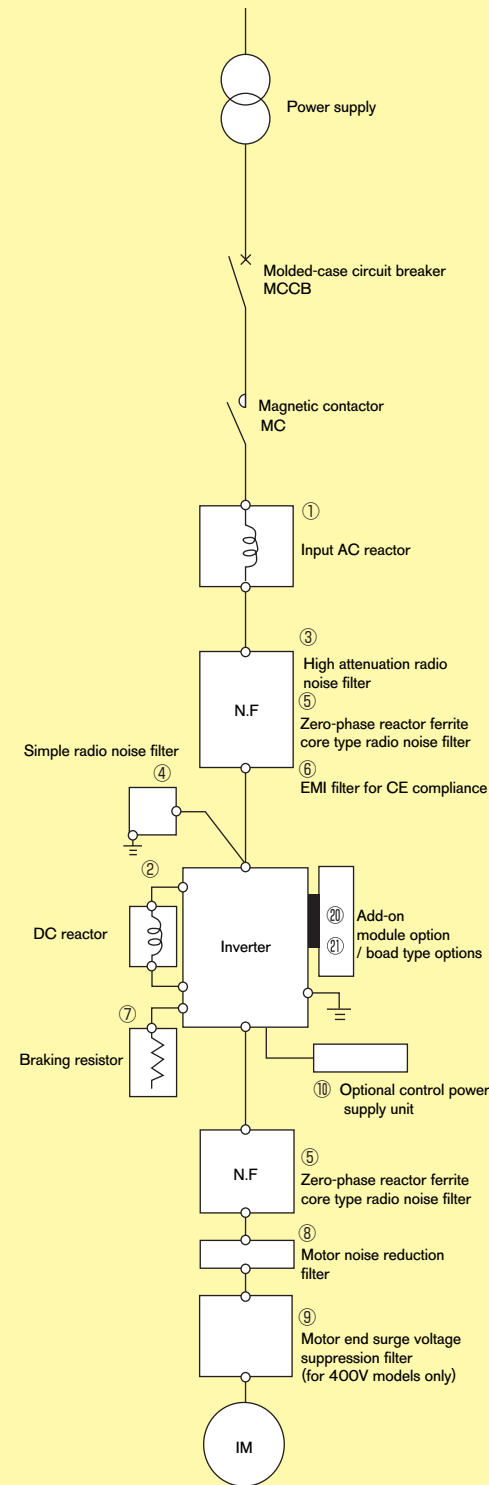 Power supply
Molded-case circuit breaker
MCCB
Magnetic contactor
MC
①
Input AC reactor
③
High attenuation radio
noise filter
N.F
⑤
Zero-phase reactor ferrite
core type radio noise filter
Simple radio noise filter
④
⑥
EMI filter for CE compliance
②
DC reactor
Inverter
⑳
㉑
Add-on
module option
/ boad type options
⑦
Braking resistor
⑩ Optional control power
supply unit
N.F
⑤
Zero-phase reactor ferrite
core type radio noise filter
⑧
Motor noise reduction
filter
⑨
Motor end surge voltage
suppression filter
(for 400V models only)
IM